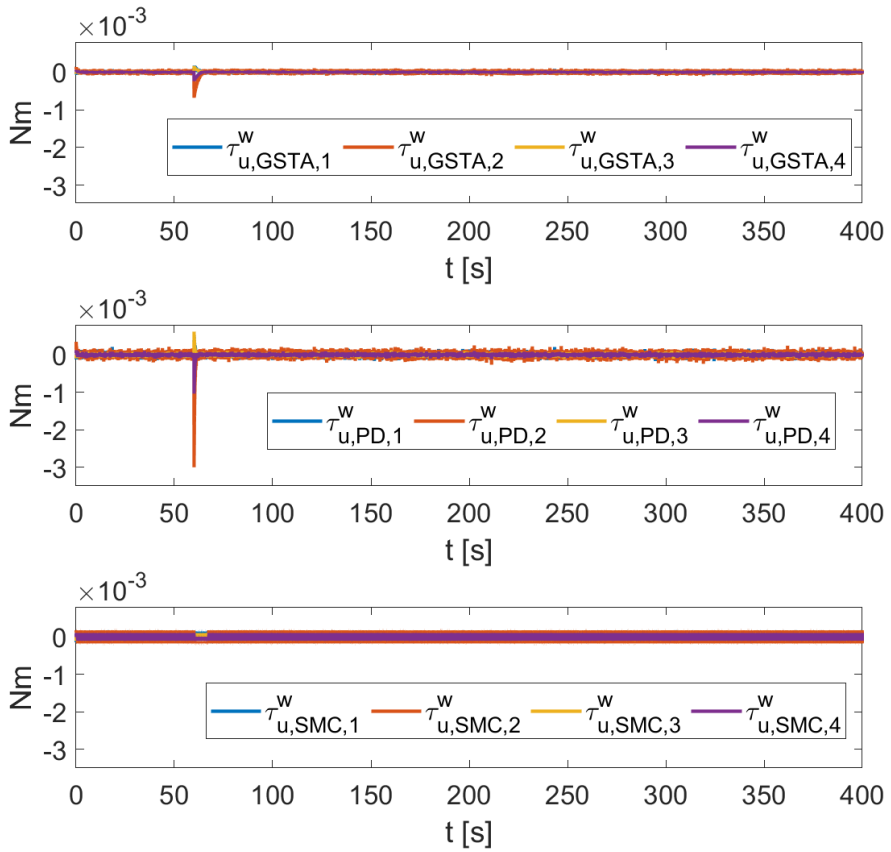 ×10⁻³
0
-1
-2
-3
Nm
τ^w_u,GSTA,1 τ^w_u,GSTA,2 τ^w_u,GSTA,3 τ^w_u,GSTA,4
0 50 100 150 200 250 300 350 400
t [s]
×10⁻³
0
-1
-2
-3
Nm
τ^w_u,PD,1 τ^w_u,PD,2 τ^w_u,PD,3 τ^w_u,PD,4
0 50 100 150 200 250 300 350 400
t [s]
×10⁻³
0
-1
-2
-3
Nm
τ^w_u,SMC,1 τ^w_u,SMC,2 τ^w_u,SMC,3 τ^w_u,SMC,4
0 50 100 150 200 250 300 350 400
t [s]